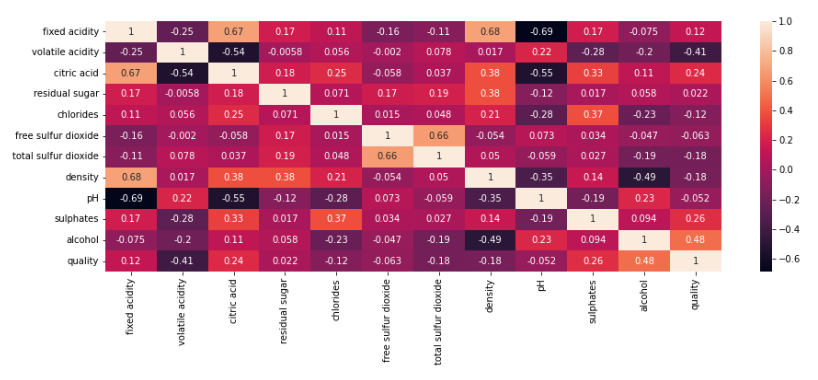 fixed acidity 1 -0.25 0.67 0.17 0.11 -0.16 -0.11 0.68 -0.69 0.17 -0.075 0.12
volatile acidity -0.25 1 -0.54 -0.0058 0.056 -0.002 0.078 0.017 0.22 -0.28 -0.2 -0.41
citric acid 0.67 -0.54 1 0.18 0.25 -0.058 0.037 0.38 -0.55 0.33 0.11 0.24
residual sugar 0.17 -0.0058 0.18 1 0.071 0.17 0.19 0.38 -0.12 0.017 0.058 0.022
chlorides 0.11 0.056 0.25 0.071 1 0.015 0.048 0.21 -0.28 0.37 -0.23 -0.12
free sulfur dioxide -0.16 -0.002 -0.058 0.17 0.015 1 0.66 -0.054 0.073 0.034 -0.047 -0.063
total sulfur dioxide -0.11 0.078 0.037 0.19 0.048 0.66 1 0.05 -0.059 0.027 -0.19 -0.18
density 0.68 0.017 0.38 0.38 0.21 -0.054 0.05 1 -0.35 0.14 -0.49 -0.18
pH -0.69 0.22 -0.55 -0.12 -0.28 0.073 -0.059 -0.35 1 -0.19 0.23 -0.052
sulphates 0.17 -0.28 0.33 0.017 0.37 0.034 0.027 0.14 -0.19 1 0.094 0.26
alcohol -0.075 -0.2 0.11 0.058 -0.23 -0.047 -0.19 -0.49 0.23 0.094 1 0.48
quality 0.12 -0.41 0.24 0.022 -0.12 -0.063 -0.18 -0.18 -0.052 0.26 0.48 1
fixed acidity
volatile acidity
citric acid
residual sugar
chlorides
free sulfur dioxide
total sulfur dioxide
density
pH
sulphates
alcohol
quality
1.0
0.8
0.6
0.4
0.2
0.0
-0.2
-0.4
-0.6